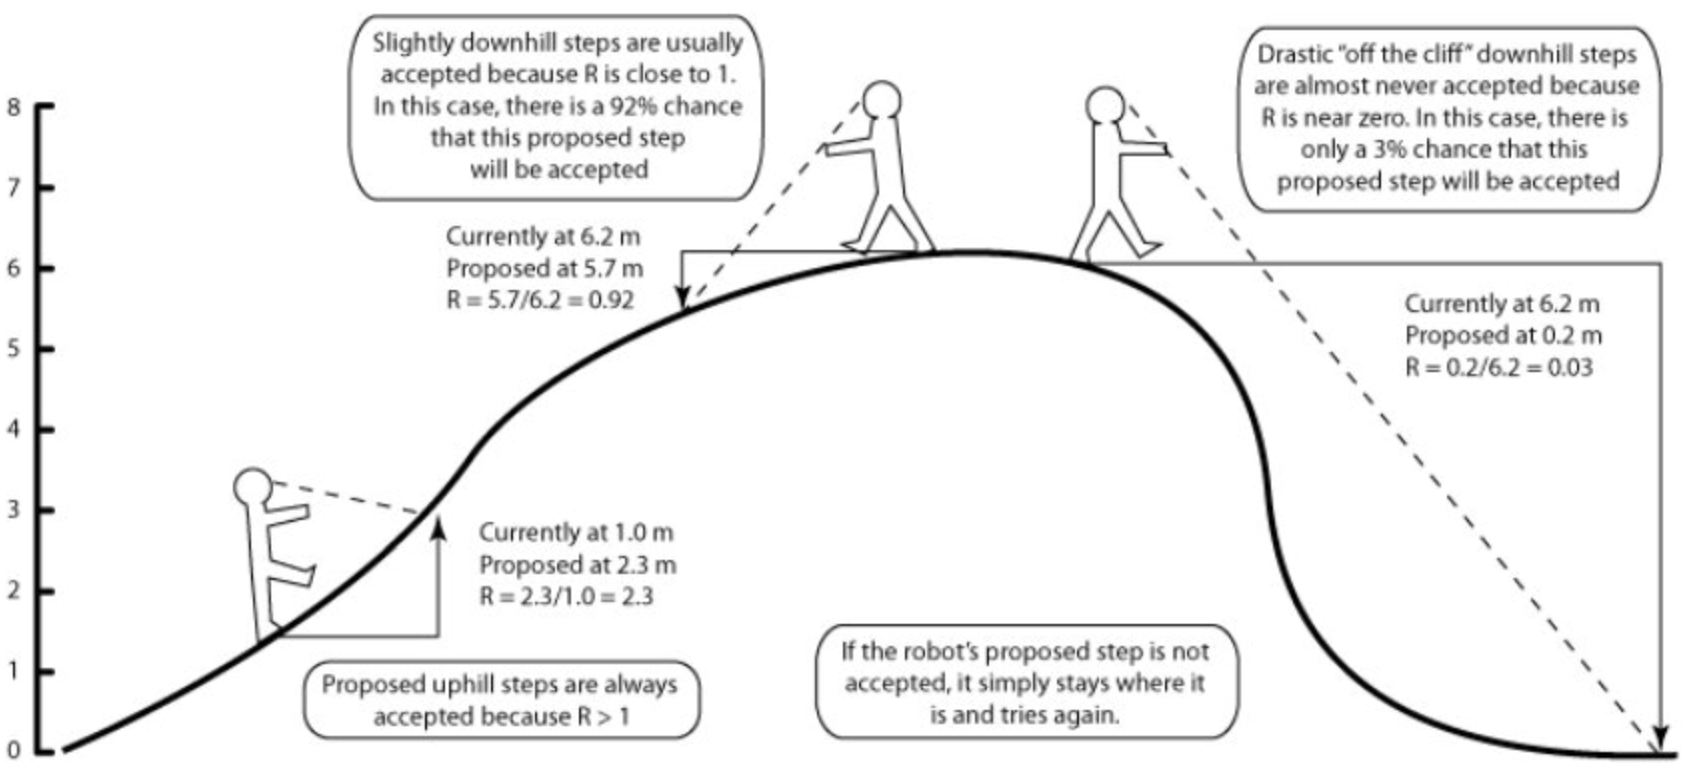 Slightly downhill steps are usually
accepted because R is close to 1.
In this case, there is a 92% chance
that this proposed step
will be accepted
Drastic "off the cliff" downhill steps
are almost never accepted because
R is near zero. In this case, there is
only a 3% chance that this
proposed step will be accepted
8
7
6
5
4
3
2
1
0
Currently at 6.2 m
Proposed at 5.7 m
R = 5.7/6.2 = 0.92
Currently at 6.2 m
Proposed at 0.2 m
R = 0.2/6.2 = 0.03
Currently at 1.0 m
Proposed at 2.3 m
R = 2.3/1.0 = 2.3
Proposed uphill steps are always
accepted because R > 1
If the robot's proposed step is not
accepted, it simply stays where it
is and tries again.